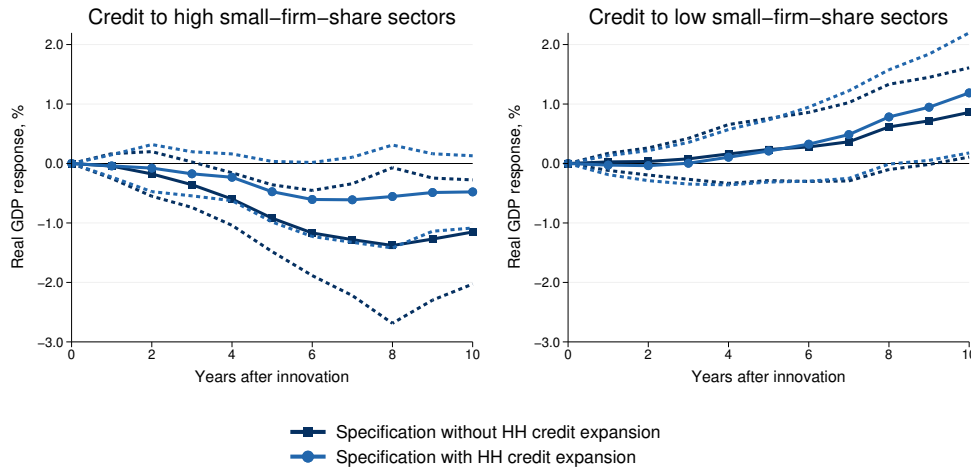 Credit to high small−firm−share sectors
2.0
1.0
0.0
−1.0
−2.0
−3.0
Real GDP response, %
0 2 4 6 8 10
Years after innovation
Credit to low small−firm−share sectors
2.0
1.0
0.0
−1.0
−2.0
−3.0
Real GDP response, %
0 2 4 6 8 10
Years after innovation
Specification without HH credit expansion
Specification with HH credit expansion